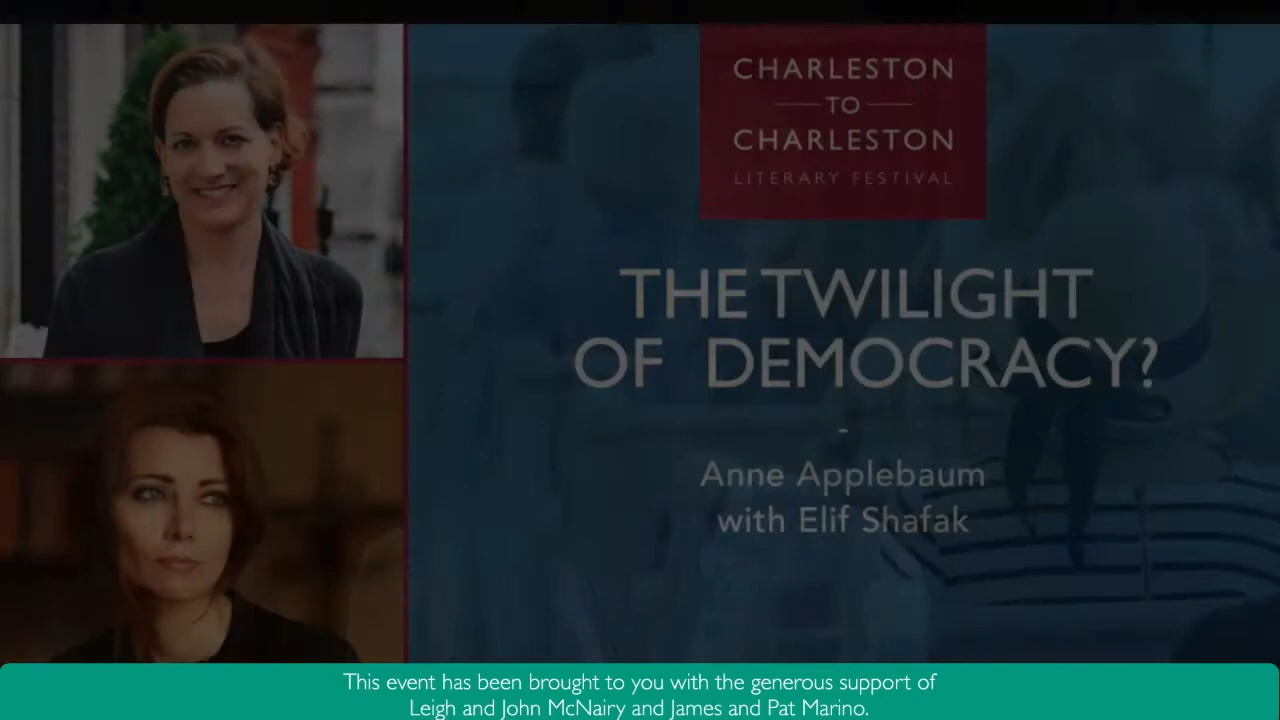 CHARLESTON
TO
CHARLESTON
LITERARY FESTIVAL
THE TWILIGHT
OF DEMOCRACY?
-
Anne Applebaum
with Elif Shafak
This event has been brought to you with the generous support of
Leigh and John McNairy and James and Pat Marino.